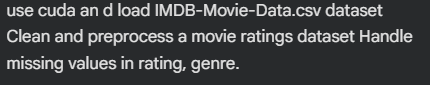 use cuda an d load IMDB-Movie-Data.csv dataset
Clean and preprocess a movie ratings dataset Handle
missing values in rating, genre.